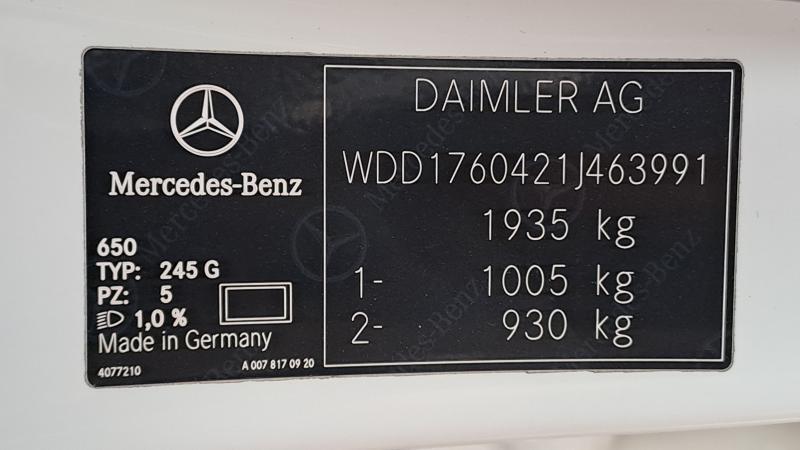 Mercedes-Benz
650
TYP: 245 G
PZ: 5
1,0 %
Made in Germany
4077210
A 007 817 09 20
DAIMLER AG
WDD1760421J463991
1935 kg
1- 1005 kg
2- 930 kg